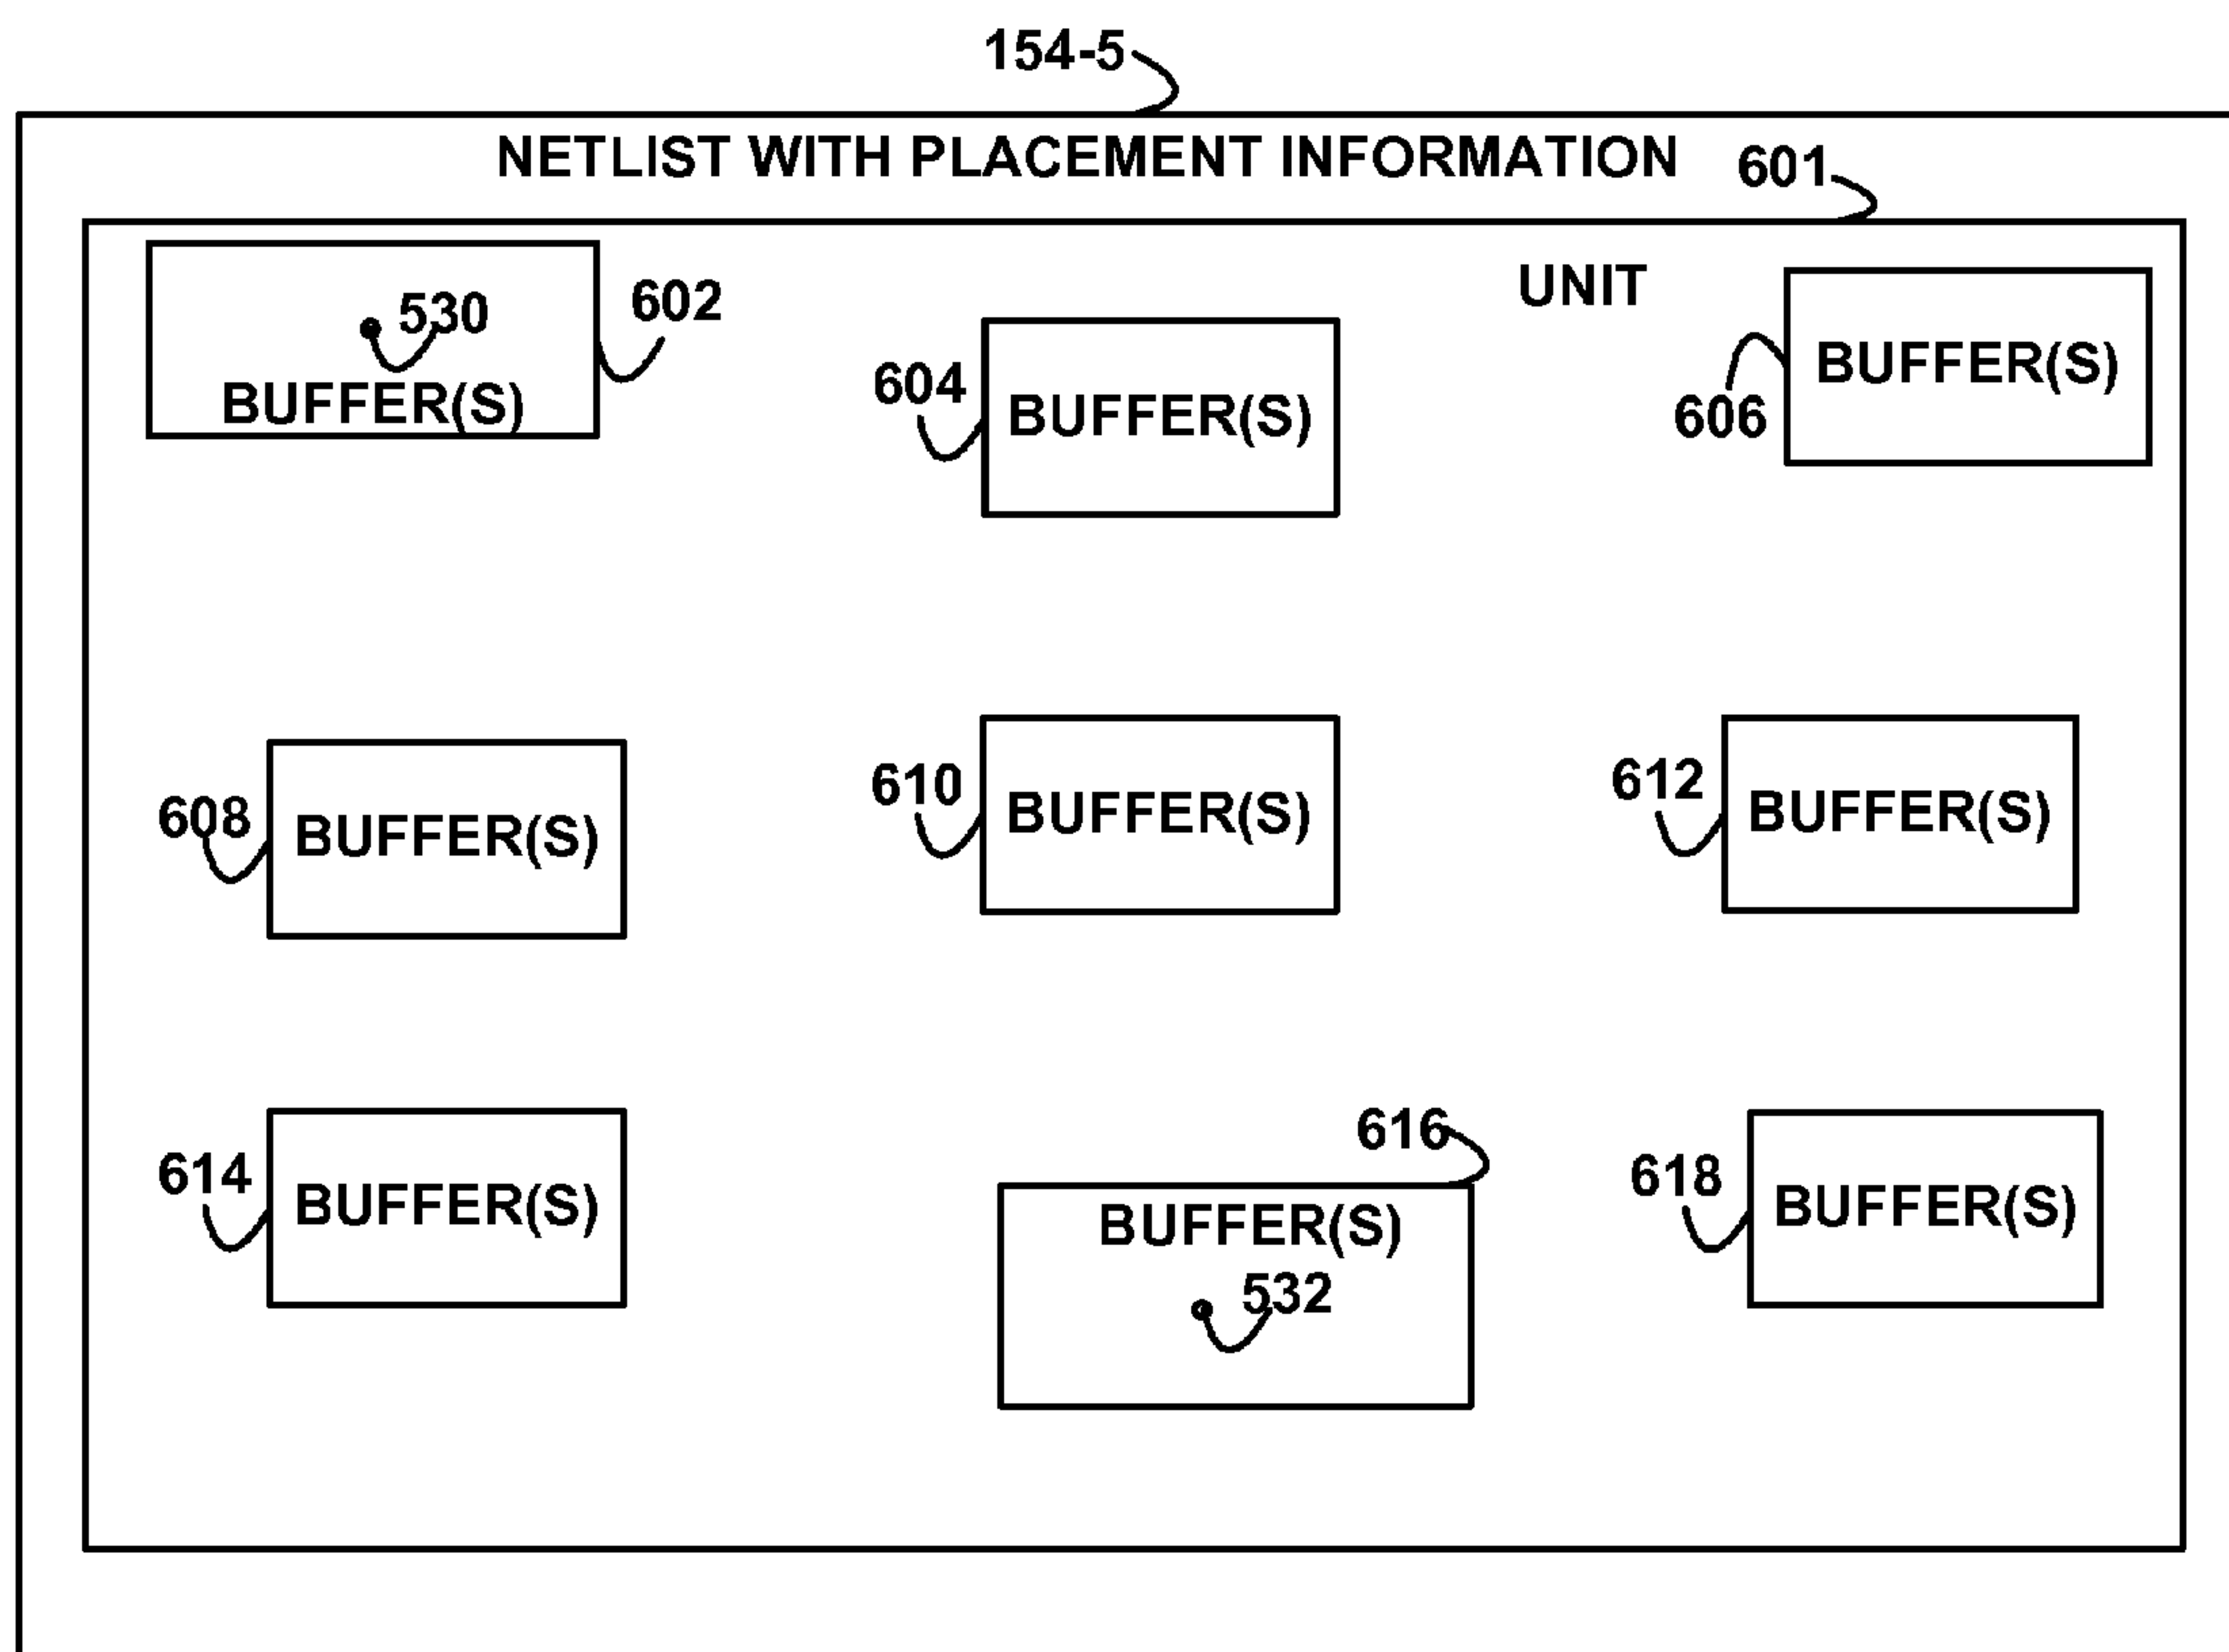 154-5
NETLIST WITH PLACEMENT INFORMATION
601
530
BUFFER(S)
602
604
BUFFER(S)
UNIT
606
BUFFER(S)
608
BUFFER(S)
610
BUFFER(S)
612
BUFFER(S)
614
BUFFER(S)
616
BUFFER(S)
532
618
BUFFER(S)